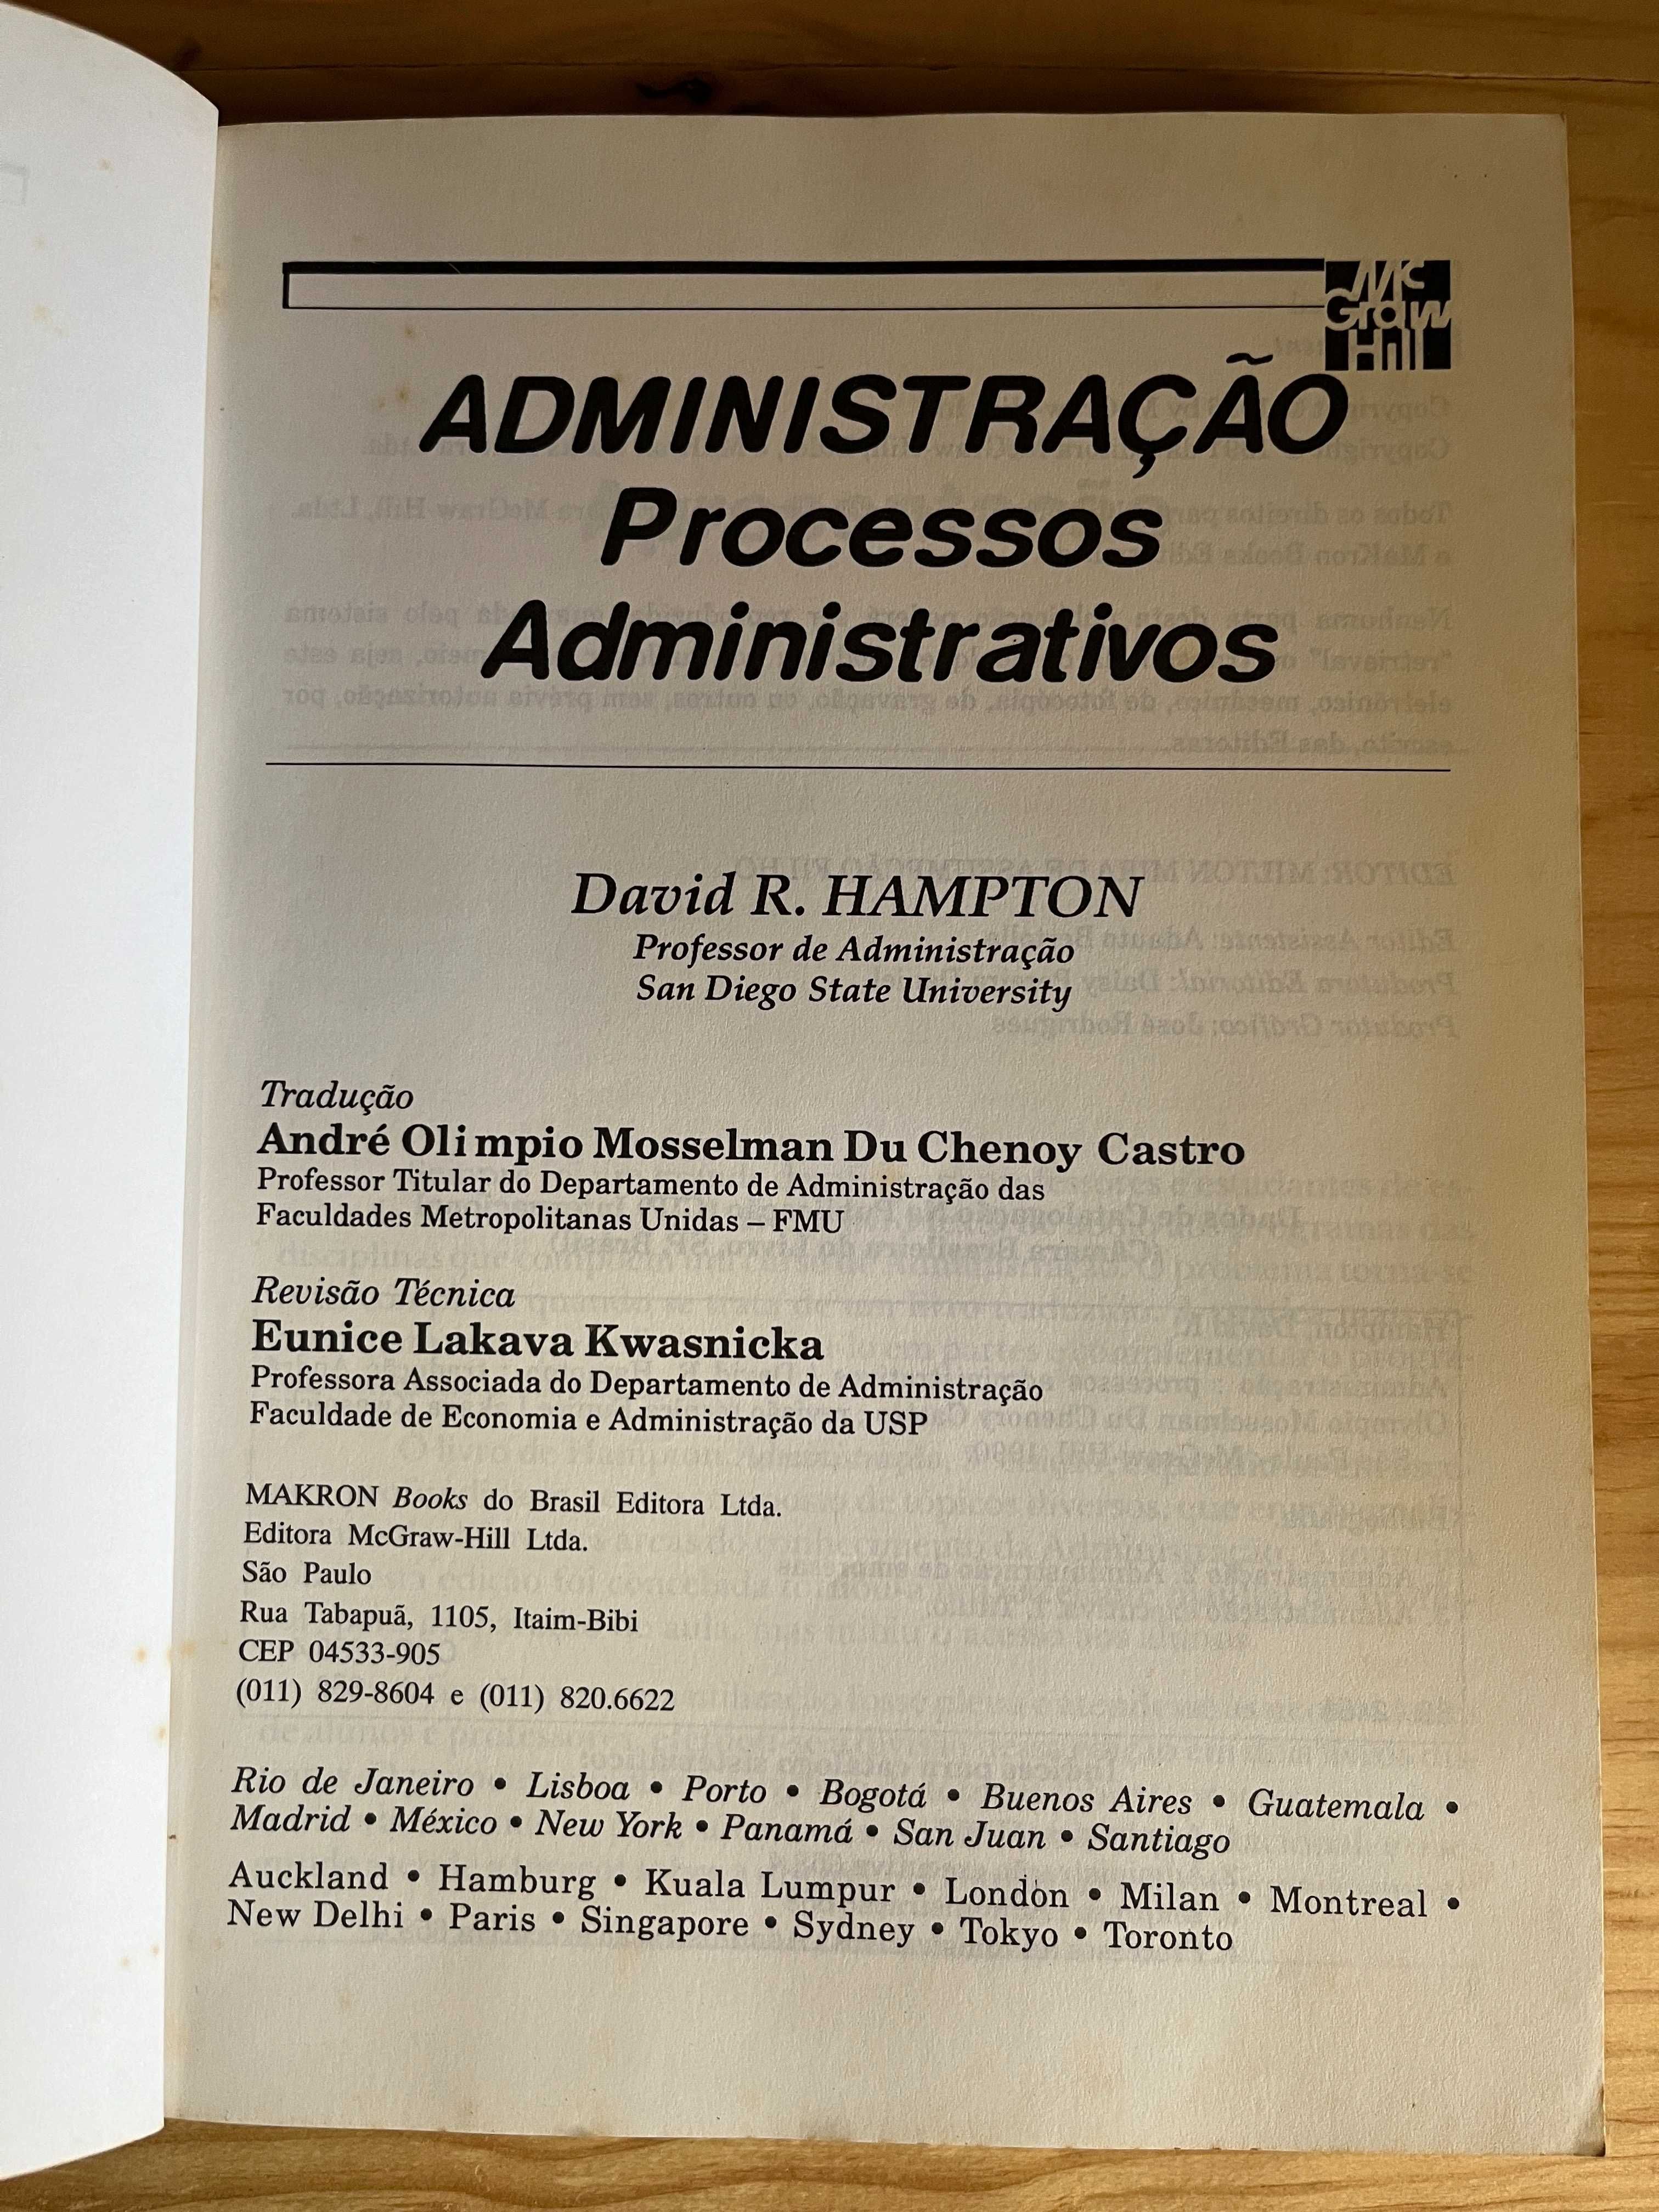 Mc
Graw
Hill
ADMINISTRAÇÃO
Processos
Administrativos
David R. HAMPTON
Professor de Administração
San Diego State University
Tradução
André Olimpio Mosselman Du Chenoy Castro
Professor Titular do Departamento de Administração das
Faculdades Metropolitanas Unidas – FMU
Revisão Técnica
Eunice Lakava Kwasnicka
Professora Associada do Departamento de Administração
Faculdade de Economia e Administração da USP
MAKRON Books do Brasil Editora Ltda.
Editora McGraw-Hill Ltda.
São Paulo
Rua Tabapuã, 1105, Itaim-Bibi
CEP 04533-905
(011) 829-8604 e (011) 820.6622
Rio de Janeiro • Lisboa • Porto • Bogotá • Buenos Aires • Guatemala •
Madrid • México • New York • Panamá • San Juan • Santiago
Auckland • Hamburg • Kuala Lumpur • London • Milan • Montreal •
New Delhi • Paris • Singapore • Sydney • Tokyo • Toronto